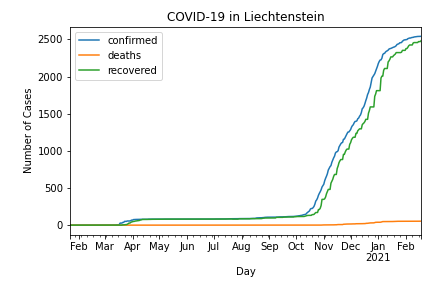 COVID-19 in Liechtenstein
confirmed
deaths
recovered
Number of Cases
2500
2000
1500
1000
500
0
Feb Mar Apr May Jun Jul Aug Sep Oct Nov Dec Jan Feb
2021
Day